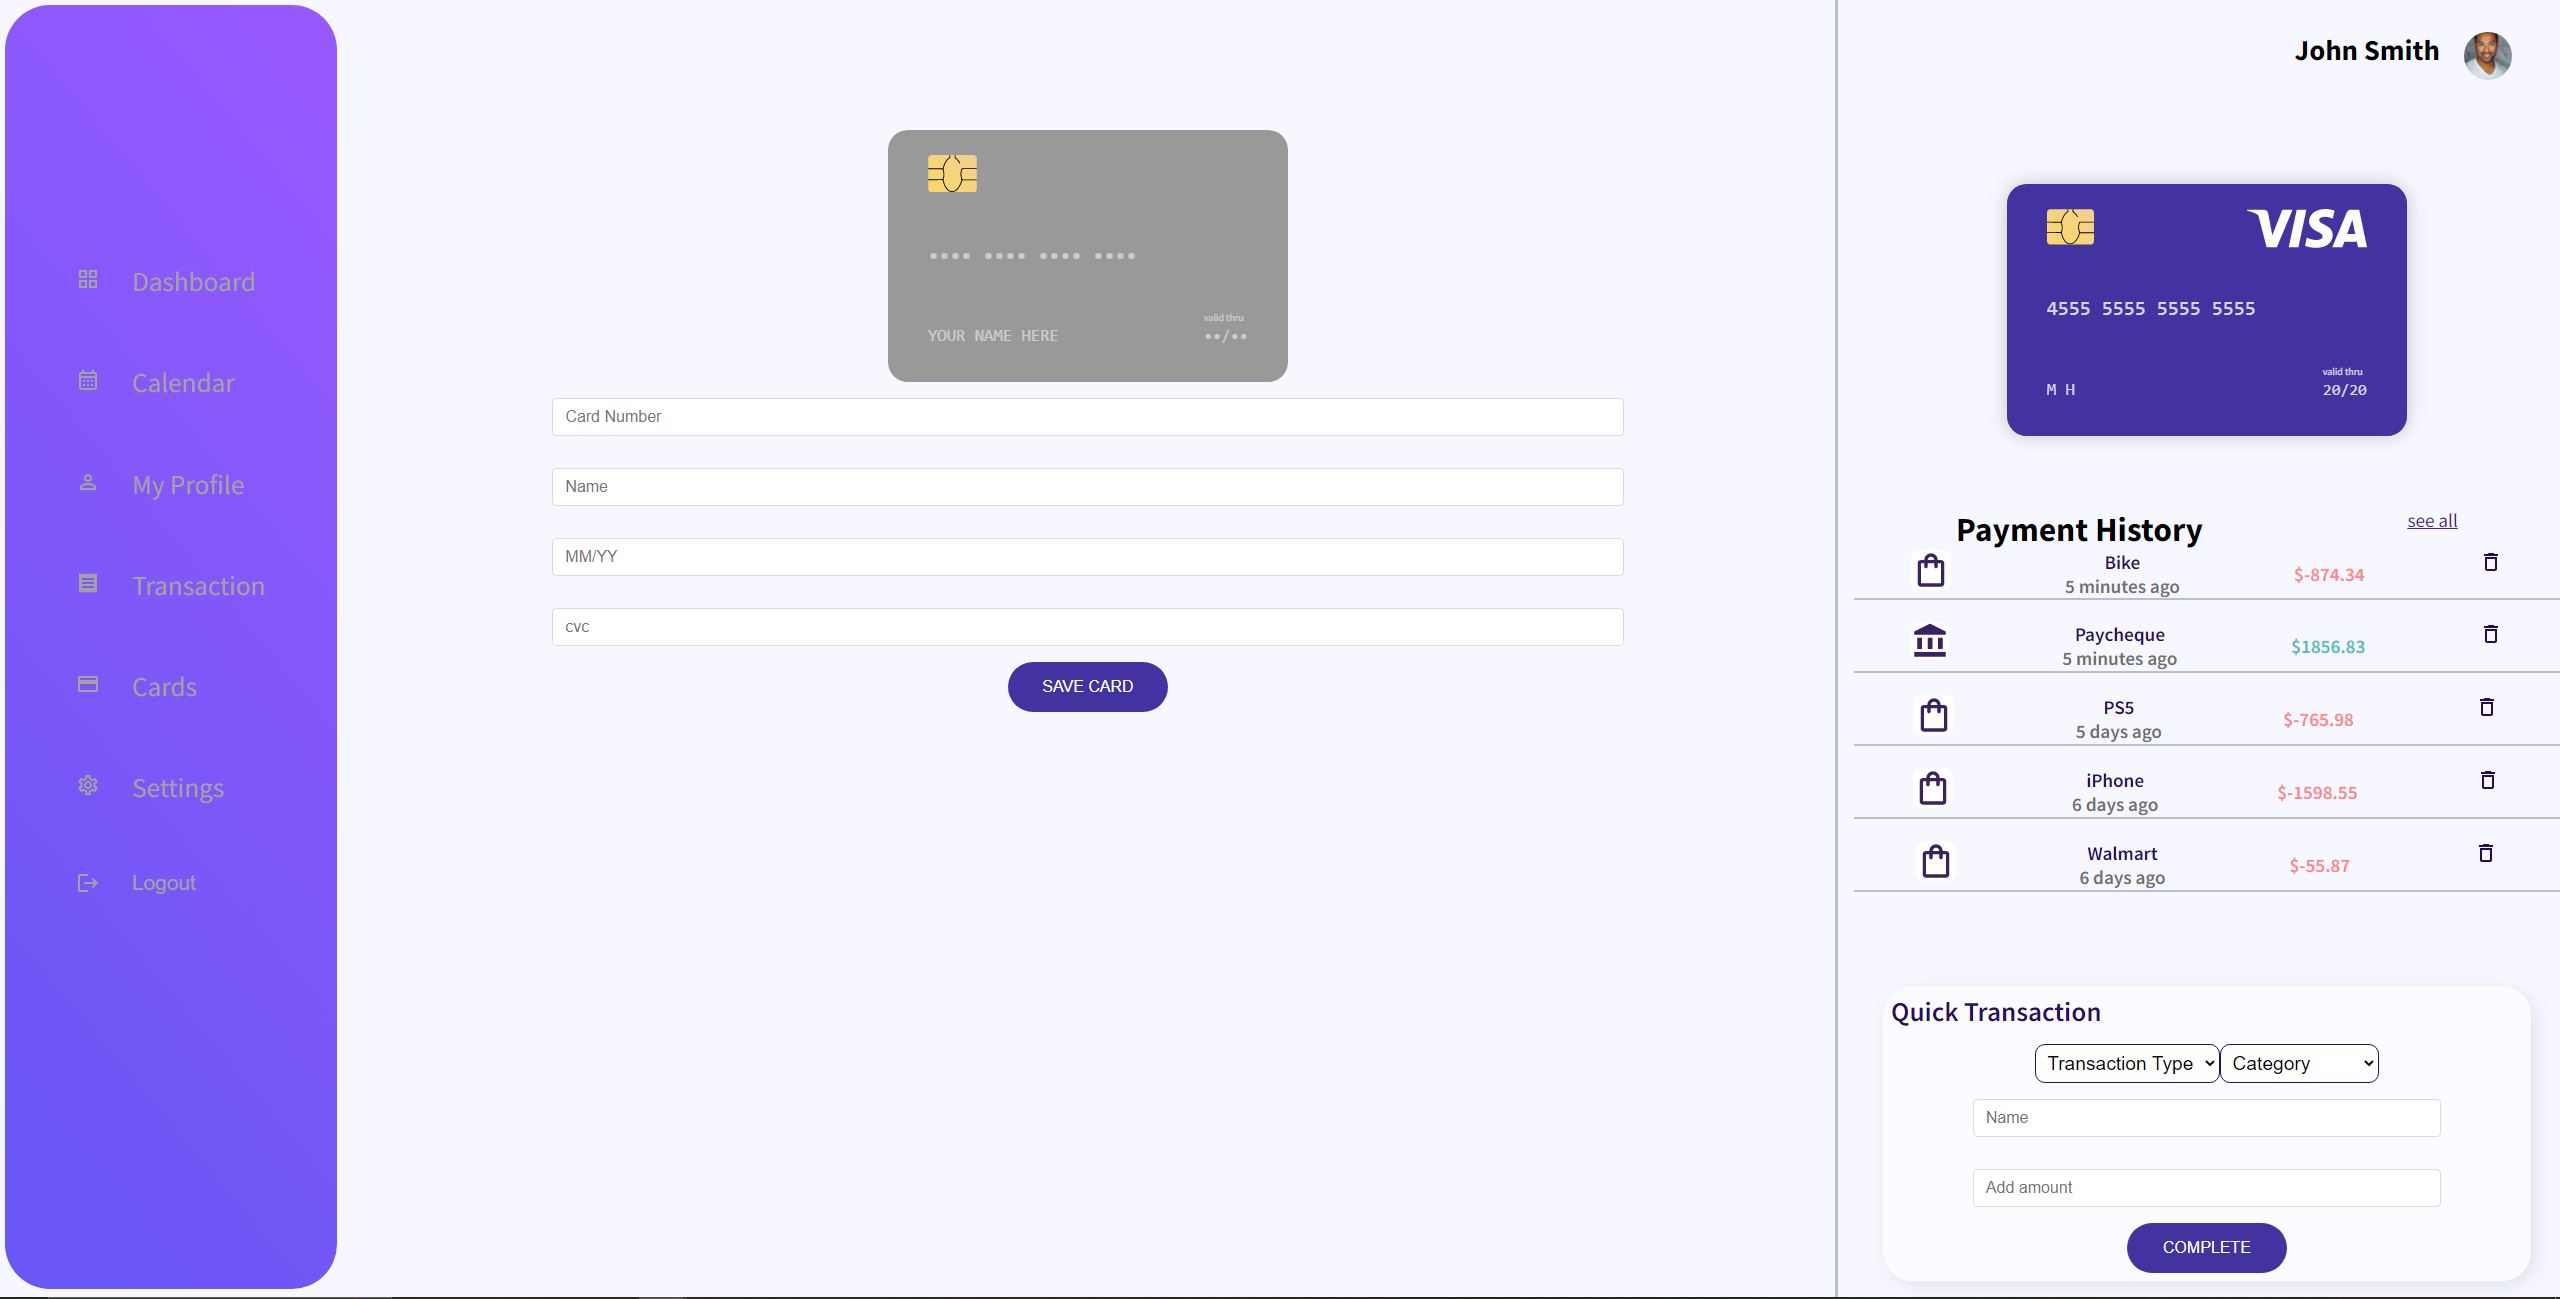 Dashboard
Calendar
My Profile
Transaction
Cards
Settings
Logout
•••• •••• •••• ••••
valid thru
YOUR NAME HERE
••/••
Card Number
Name
MM/YY
cvc
SAVE CARD
John Smith
VISA
4555 5555 5555 5555
valid thru
M H
20/20
Payment History
see all
Bike
5 minutes ago
$-874.34
Paycheque
5 minutes ago
$1856.83
PS5
5 days ago
$-765.98
iPhone
6 days ago
$-1598.55
Walmart
6 days ago
$-55.87
Quick Transaction
Transaction Type
Category
Name
Add amount
COMPLETE